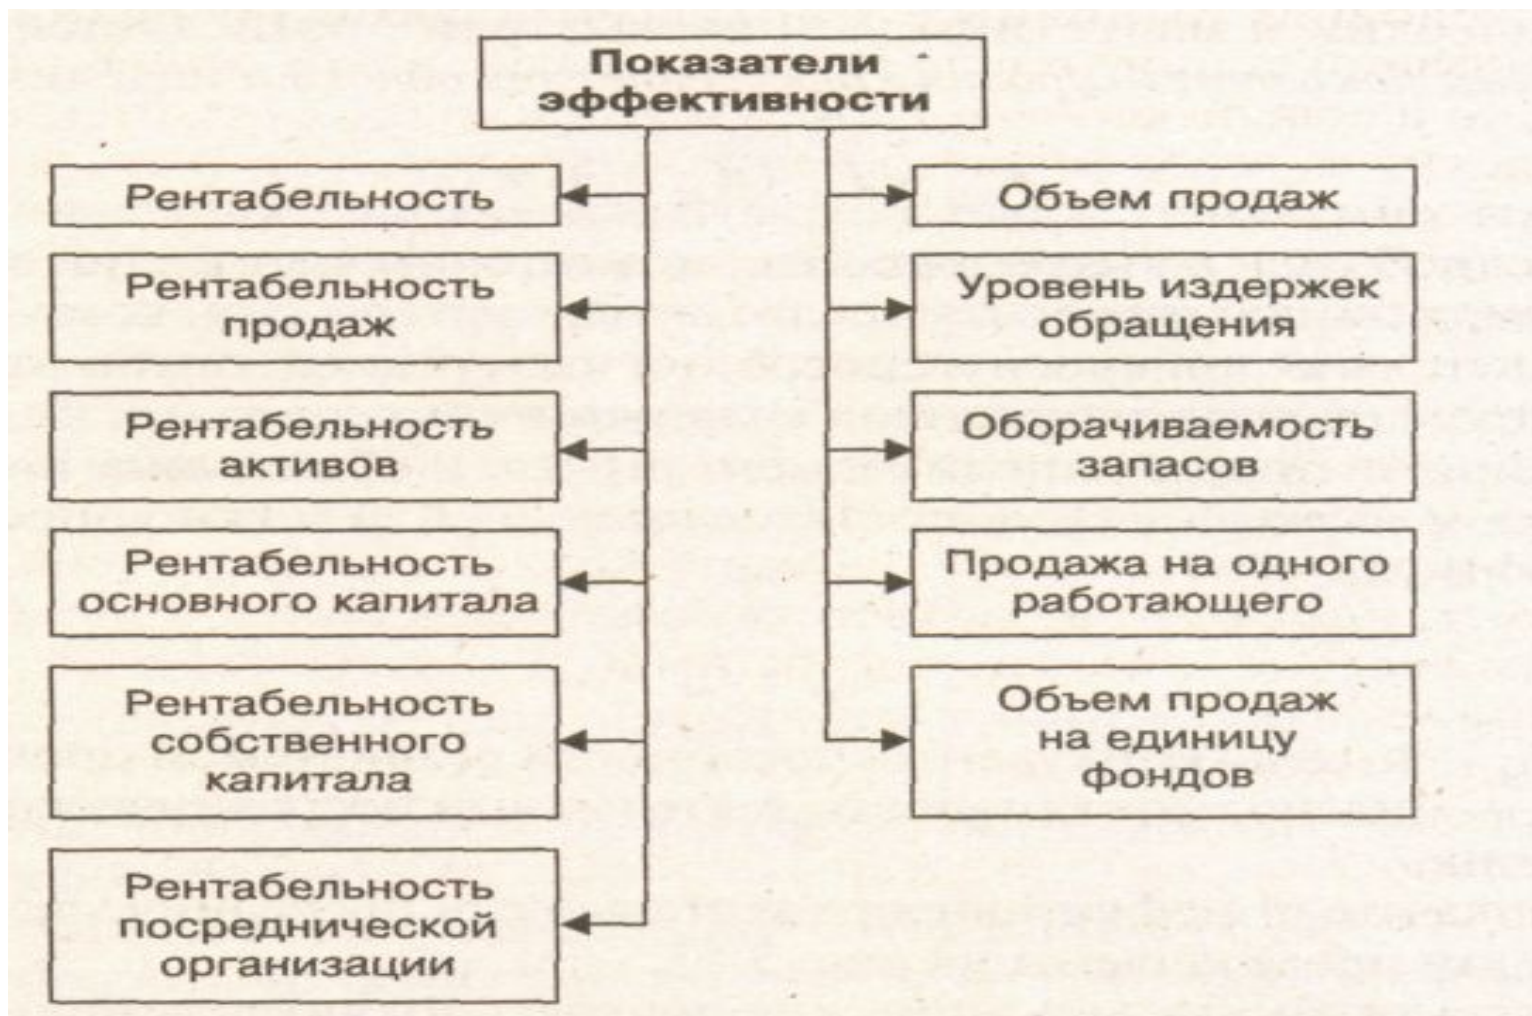 Показатели
эффективности
Рентабельность
Рентабельность
продаж
Рентабельность
активов
Рентабельность
основного капитала
Рентабельность
собственного
капитала
Рентабельность
посреднической
организации
Объем продаж
Уровень издержек
обращения
Оборачиваемость
запасов
Продажа на одного
работающего
Объем продаж
на единицу
фондов